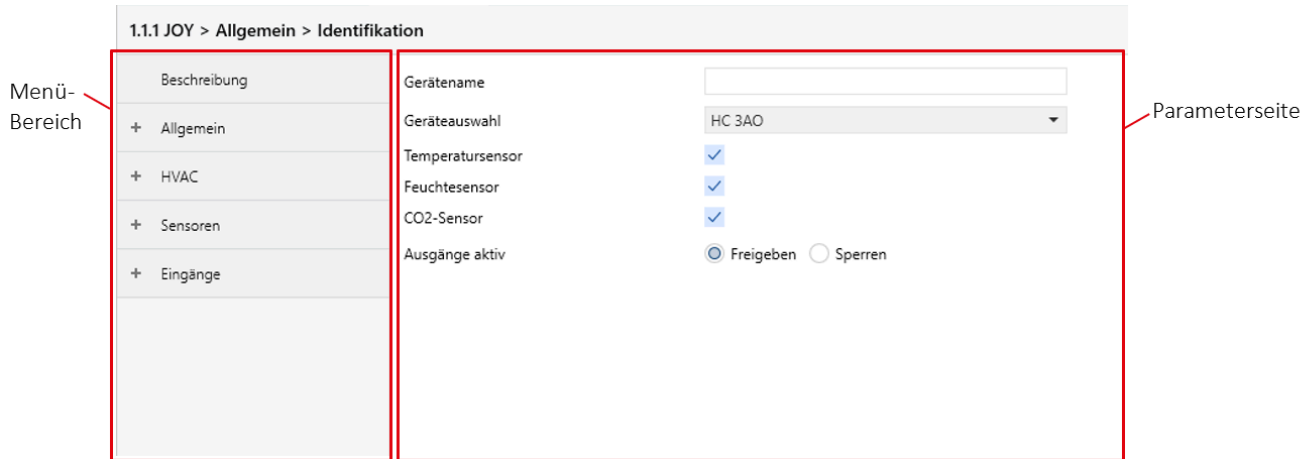 1.1.1 JOY > Allgemein > Identifikation
Menü-
Bereich
Beschreibung
+ Allgemein
+ HVAC
+ Sensoren
+ Eingänge
Gerätename
Geräteauswahl HC 3AO
Temperatursensor
Feuchtesensor
CO2-Sensor
Ausgänge aktiv Freigeben Sperren
Parameterseite